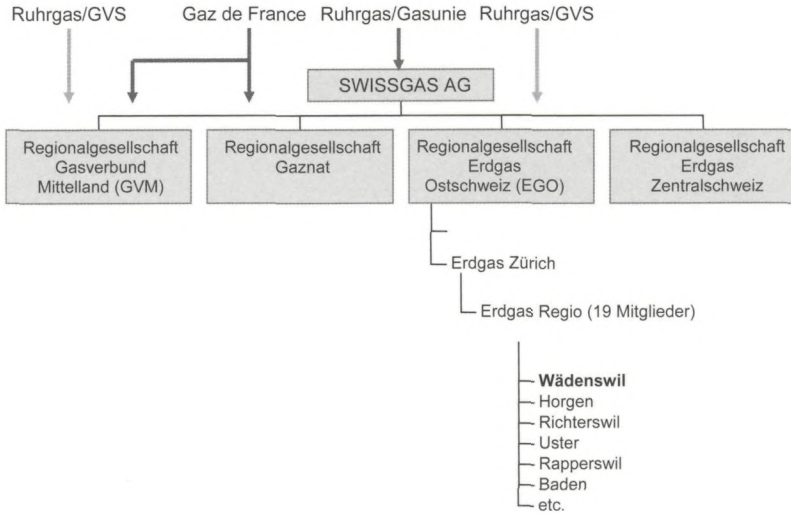 Ruhrgas/GVS
Gaz de France
Ruhrgas/Gasunie
Ruhrgas/GVS
SWISSGAS AG
Regionalgesellschaft
Gasverbund
Mittelland (GVM)
Regionalgesellschaft
Gaznat
Regionalgesellschaft
Erdgas
Ostschweiz (EGO)
Regionalgesellschaft
Erdgas
Zentralschweiz
Erdgas Zürich
Erdgas Regio (19 Mitglieder)
Wädenswil
Horgen
Richterswil
Uster
Rapperswil
Baden
etc.